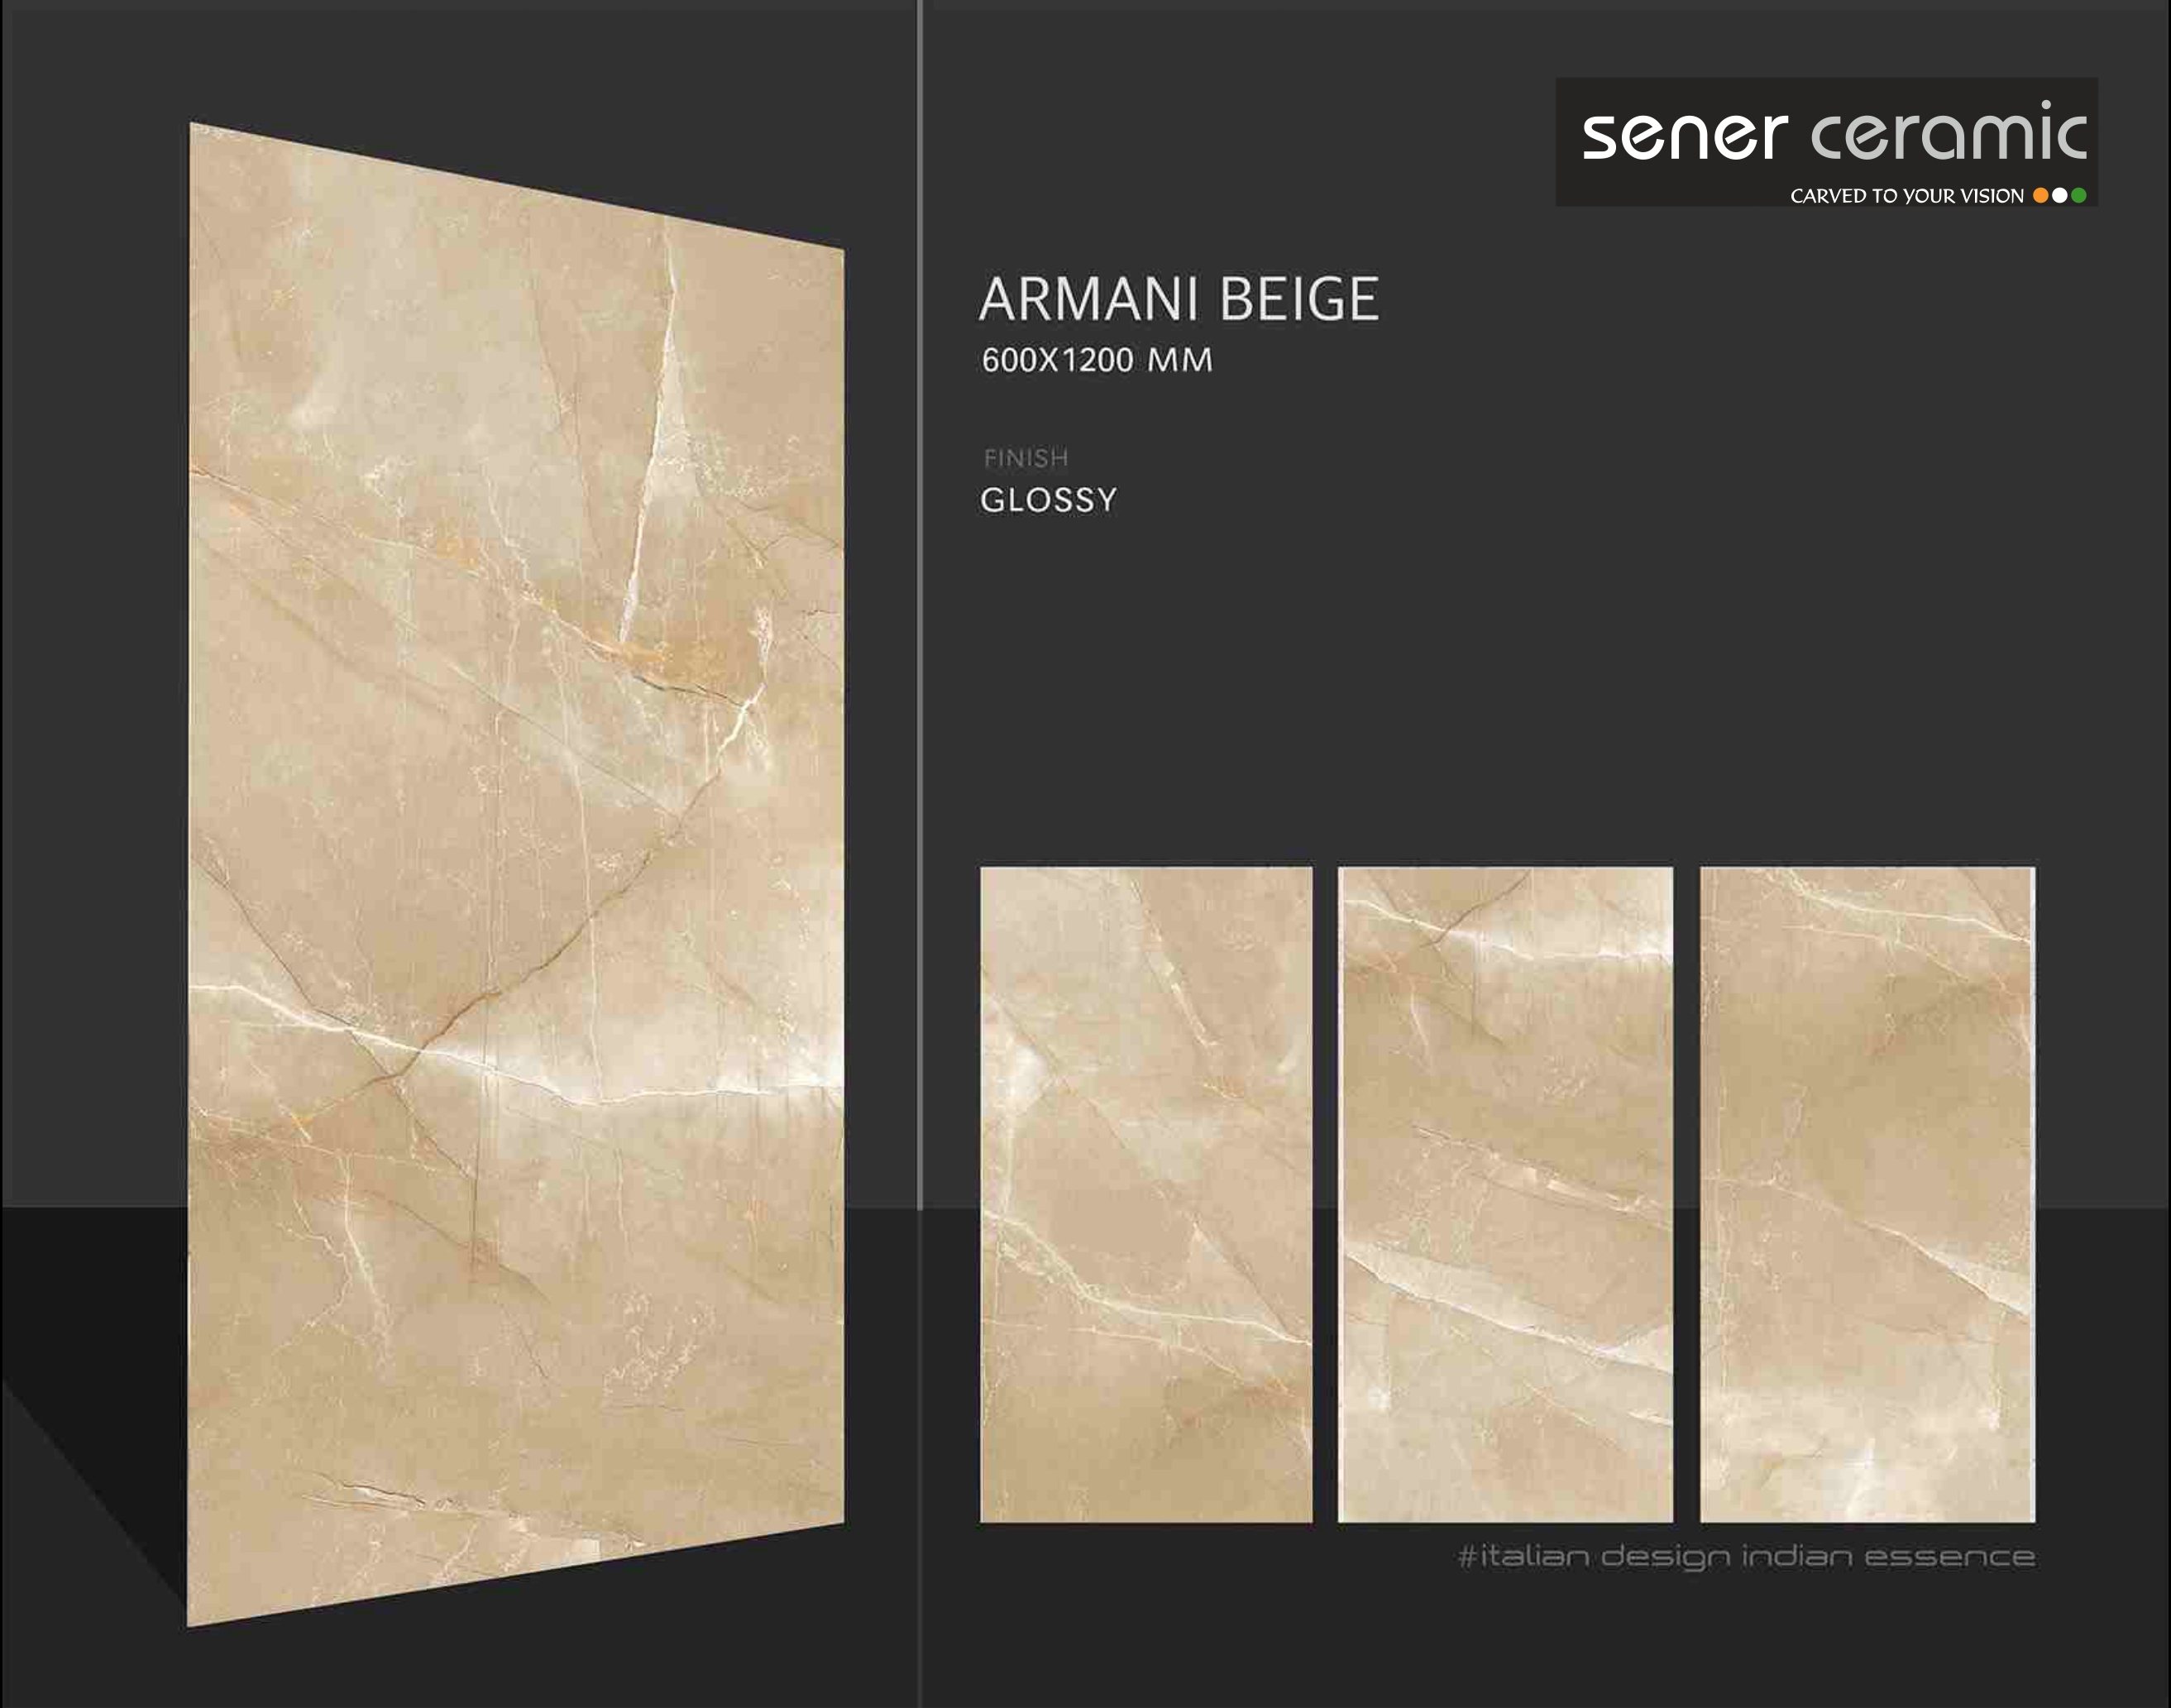 sener ceramic
CARVED TO YOUR VISION
ARMANI BEIGE
600X1200 MM
FINISH
GLOSSY
#italian design indian essence